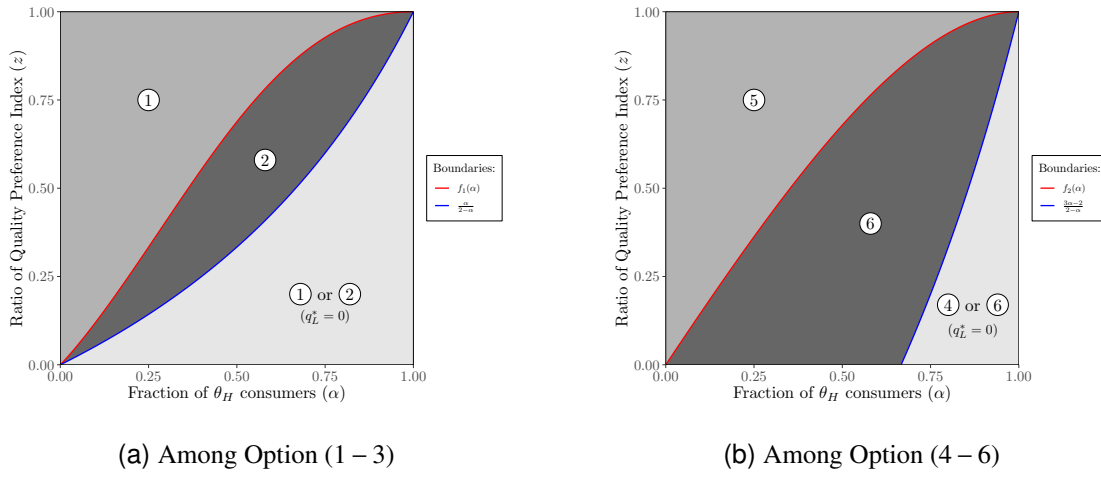 1.00
0.75
0.50
0.25
0.00
Ratio of Quality Preference Index (z)
1
2
1 or 2
(q*_L = 0)
0.00 0.25 0.50 0.75 1.00
Fraction of θ_H consumers (α)
Boundaries:
f_1(α)
α/(2−α)
(a) Among Option (1 – 3)
1.00
0.75
0.50
0.25
0.00
Ratio of Quality Preference Index (z)
5
6
4 or 6
(q*_L = 0)
0.00 0.25 0.50 0.75 1.00
Fraction of θ_H consumers (α)
Boundaries:
f_2(α)
(3α−2)/(2−α)
(b) Among Option (4 – 6)